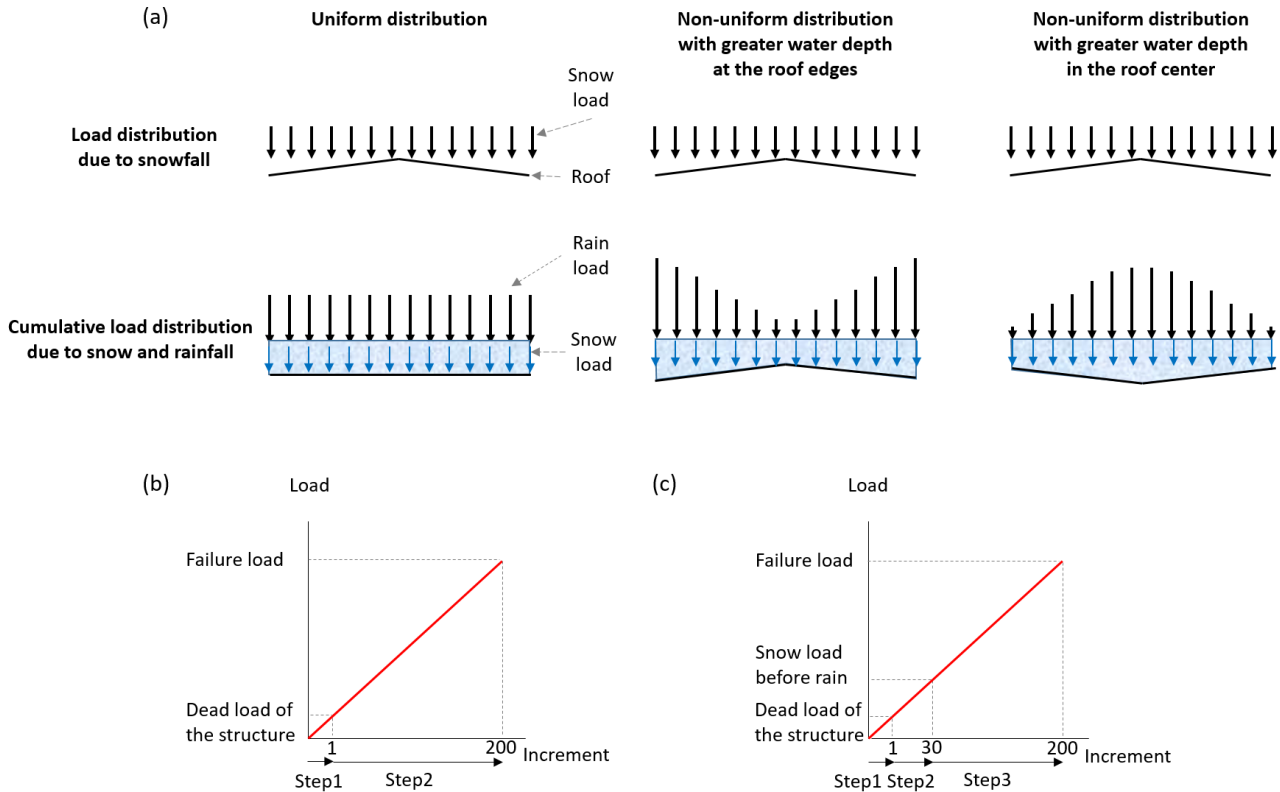 (a)
Uniform distribution
Non-uniform distribution
with greater water depth
at the roof edges
Non-uniform distribution
with greater water depth
in the roof center
Load distribution
due to snowfall
Snow
load
Roof
Cumulative load distribution
due to snow and rainfall
Rain
load
Snow
load
(b)
Load
Failure load
Dead load of
the structure
1
200
Increment
Step1
Step2
(c)
Load
Failure load
Snow load
before rain
Dead load of
the structure
1
30
200
Increment
Step1
Step2
Step3